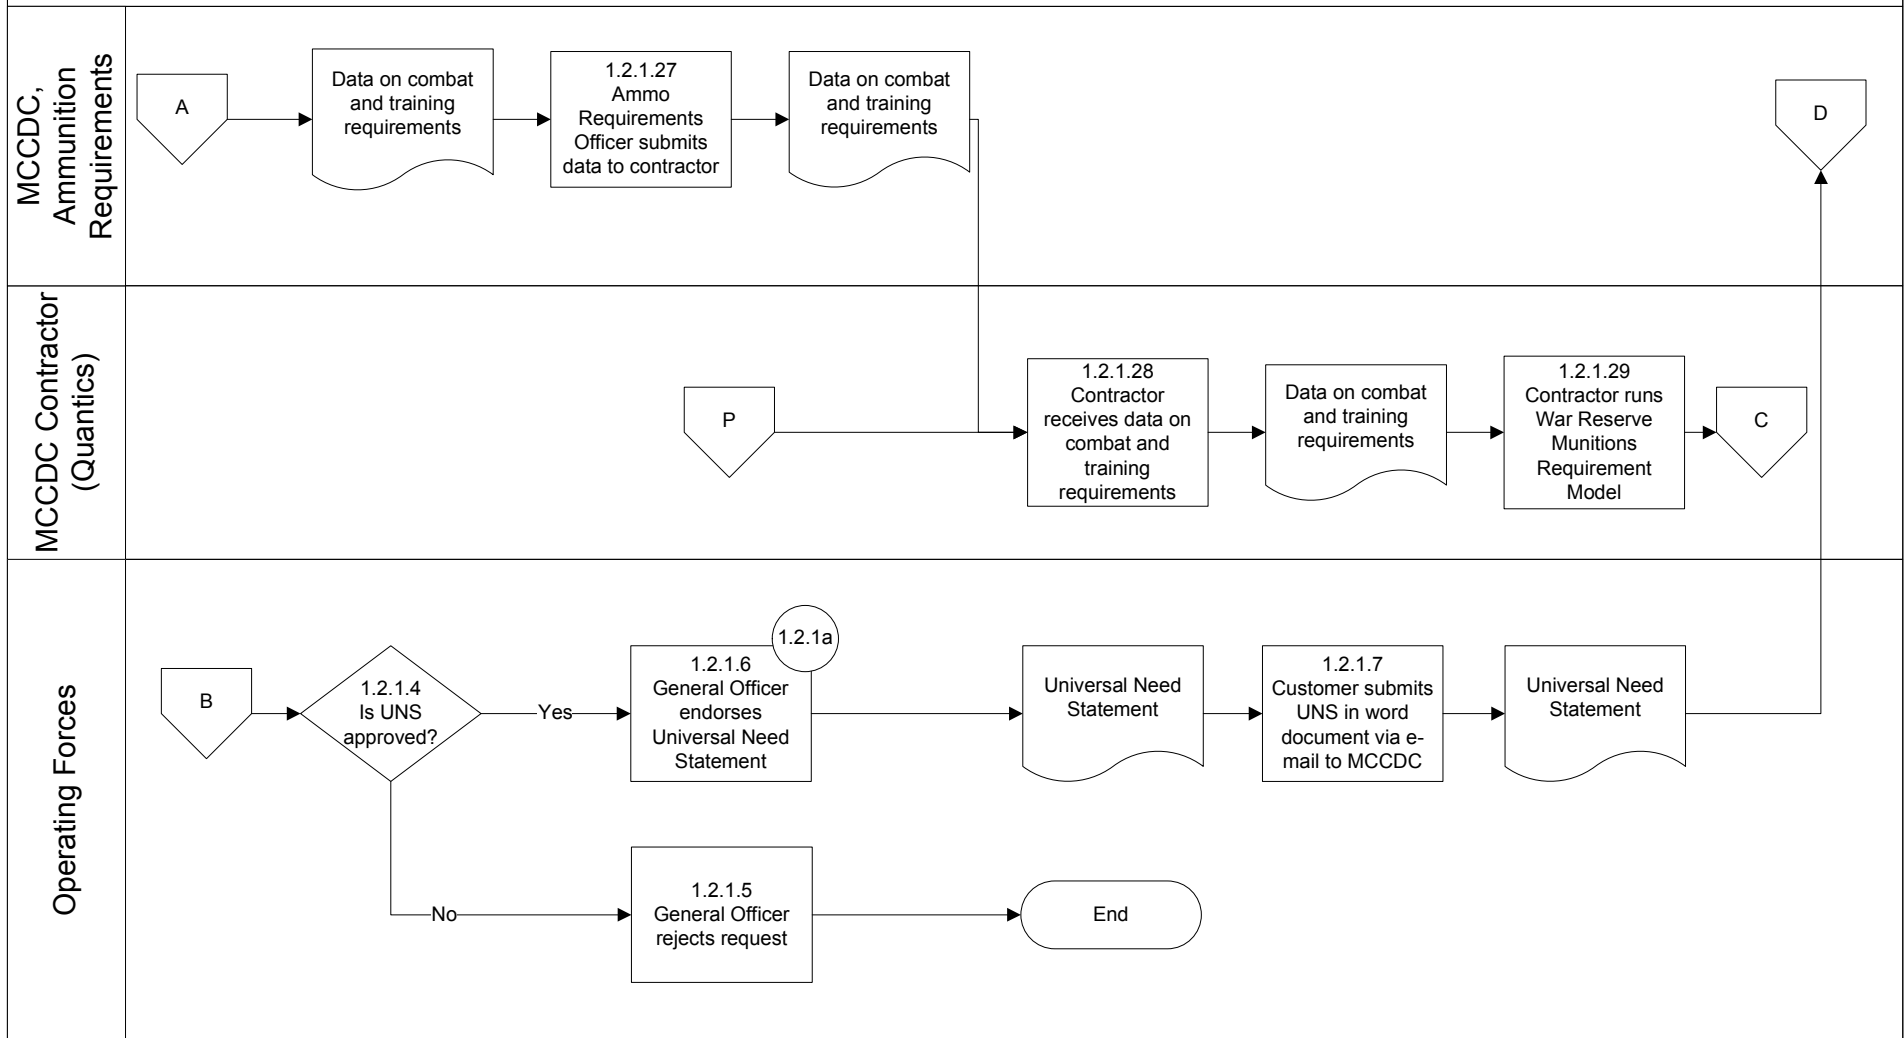 MCCDC,
Ammunition
Requirements
A
Data on combat
and training
requirements
1.2.1.27
Ammo
Requirements
Officer submits
data to contractor
Data on combat
and training
requirements
D
MCCDC Contractor
(Quantics)
P
1.2.1.28
Contractor
receives data on
combat and
training
requirements
Data on combat
and training
requirements
1.2.1.29
Contractor runs
War Reserve
Munitions
Requirement
Model
C
Operating Forces
B
1.2.1.4
Is UNS
approved?
Yes
1.2.1a
1.2.1.6
General Officer
endorses
Universal Need
Statement
Universal Need
Statement
1.2.1.7
Customer submits
UNS in word
document via e-
mail to MCCDC
Universal Need
Statement
No
1.2.1.5
General Officer
rejects request
End